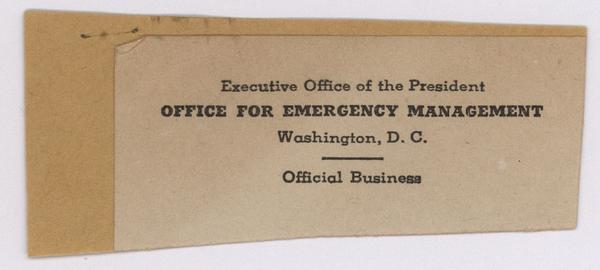 Executive Office of the President
OFFICE FOR EMERGENCY MANAGEMENT
Washington, D. C.
Official Business